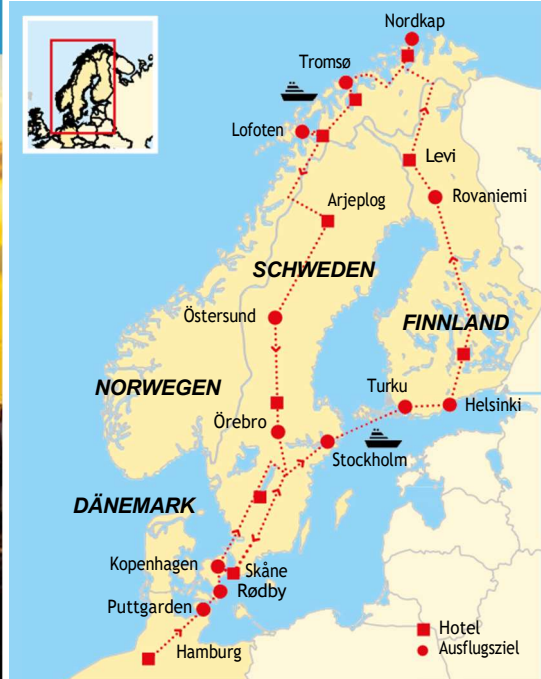 Nordkap
Tromsø
Lofoten
Levi
Rovaniemi
Arjeplog
SCHWEDEN
Östersund
FINNLAND
NORWEGEN
Turku
Helsinki
Örebro
Stockholm
DÄNEMARK
Kopenhagen
Skåne
Rødby
Puttgarden
Hamburg
Hotel
Ausflugsziel